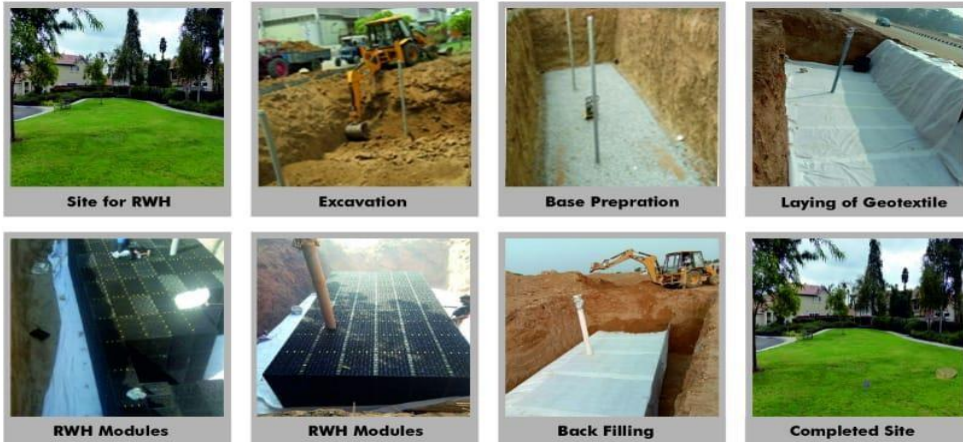 Site for RWH
Excavation
Base Prepration
Laying of Geotextile
RWH Modules
RWH Modules
Back Filling
Completed Site